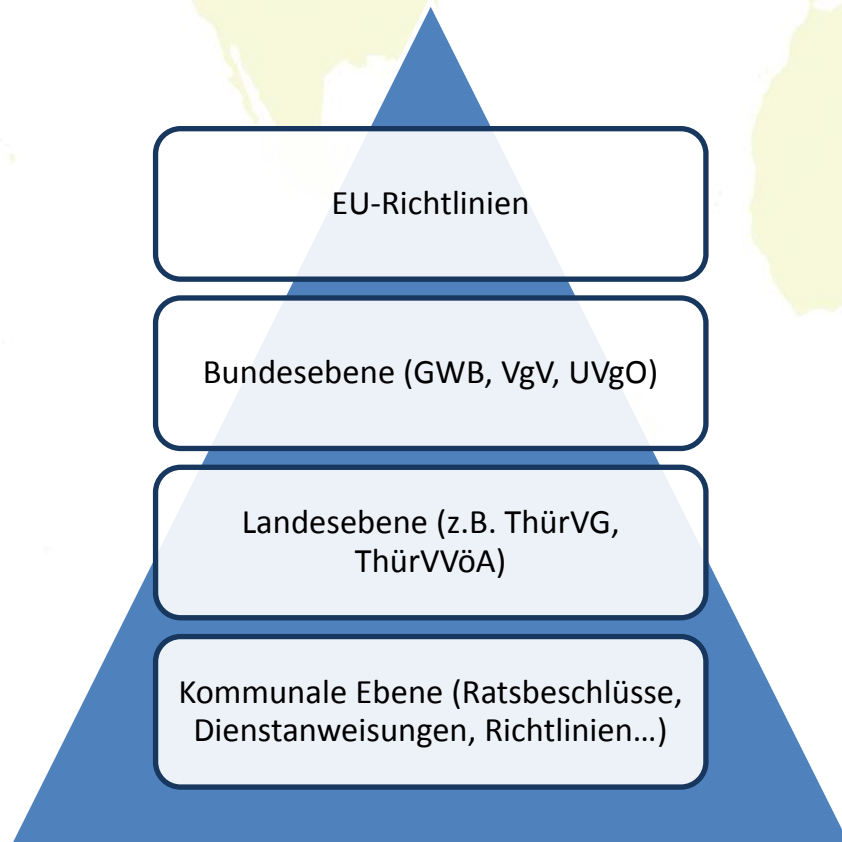 EU-Richtlinien
Bundesebene (GWB, VgV, UVgO)
Landesebene (z.B. ThürVG,
ThürVVöA)
Kommunale Ebene (Ratsbeschlüsse,
Dienstanweisungen, Richtlinien…)